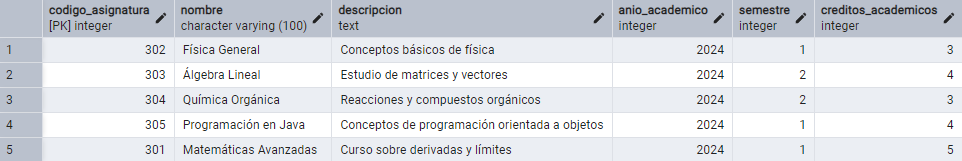 codigo_asignatura nombre descripcion anio_academico semestre creditos_academicos
[PK] integer character varying (100) text integer integer integer
1 302 Física General Conceptos básicos de física 2024 1 3
2 303 Álgebra Lineal Estudio de matrices y vectores 2024 2 4
3 304 Química Orgánica Reacciones y compuestos orgánicos 2024 2 3
4 305 Programación en Java Conceptos de programación orientada a objetos 2024 1 4
5 301 Matemáticas Avanzadas Curso sobre derivadas y límites 2024 1 5